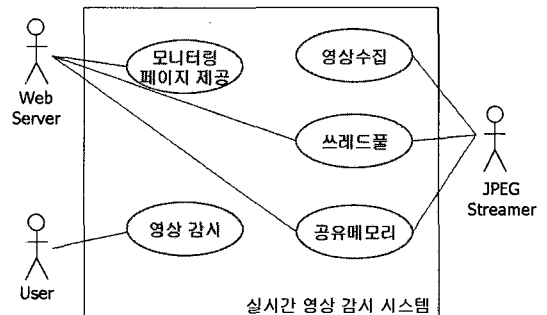 모니터링
페이지 제공
영상수집
Web
Server
쓰레드풀
JPEG
Streamer
영상 감시
공유메모리
User
실시간 영상 감시 시스템